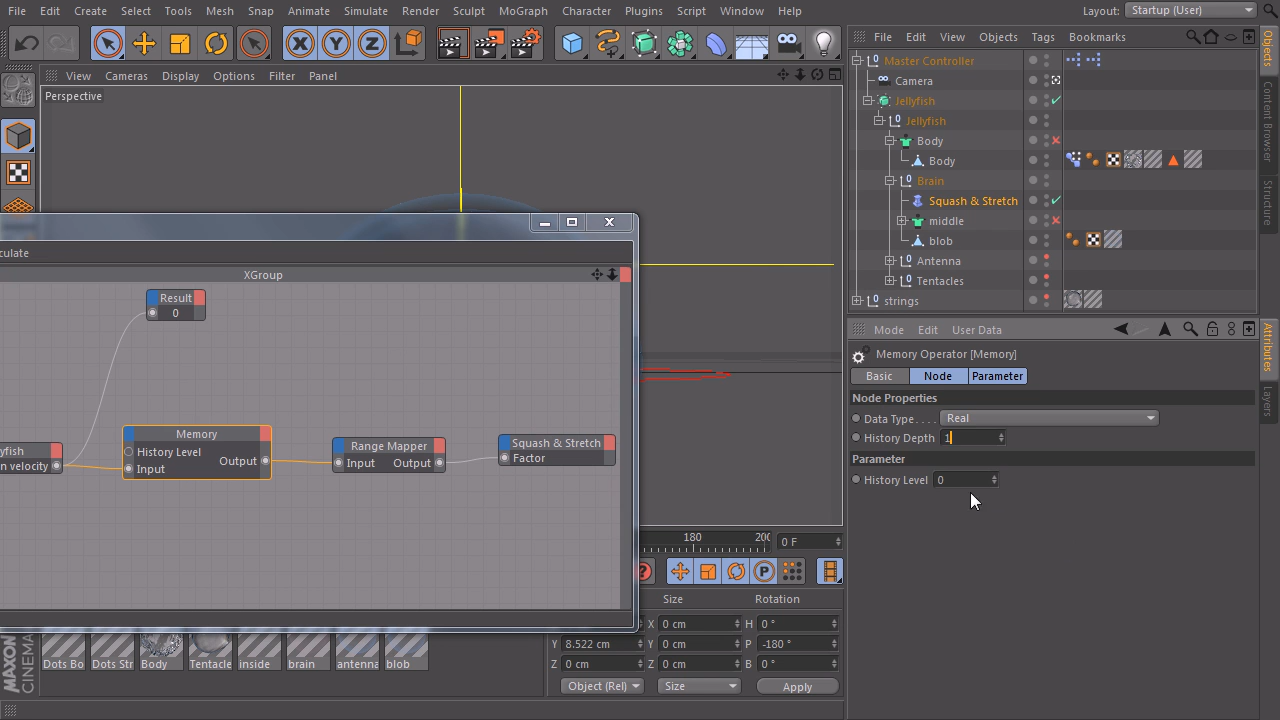 File Edit Create Select Tools Mesh Snap Animate Simulate Render Sculpt MoGraph Character Plugins Script Window Help Layout: Startup (User)
View Cameras Display Options Filter Panel
Perspective
File Edit View Objects Tags Bookmarks
Master Controller
Camera
Jellyfish
Jellyfish
Body
Body
Brain
Squash & Stretch
middle
blob
Antenna
Tentacles
strings
Objects
Content Browser
Structure
Attributes
Layers
culate
XGroup
Result
0
yfish
n velocity
Memory
History Level
Input
Output
Range Mapper
Input Output
Squash & Stretch
Factor
Mode Edit User Data
Memory Operator [Memory]
Basic Node Parameter
Node Properties
Data Type . . . . Real
History Depth 1
Parameter
History Level 0
180 200
0 F
Size Rotation
X 0 cm H 0 °
Y 8.522 cm Y 0 cm P -180 °
Z 0 cm Z 0 cm B 0 °
Object (Rel) Size Apply
Dots Bo Dots Str Body Tentacle inside brain antenna blob
MAXON
CINEMA